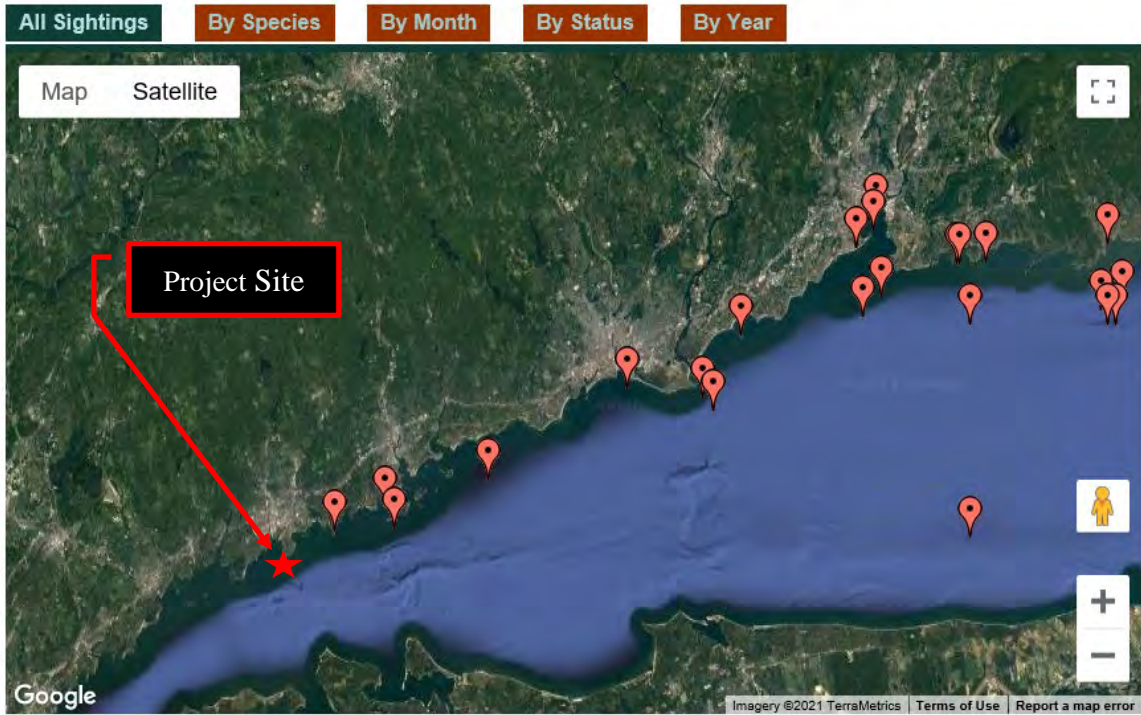 All Sightings By Species By Month By Status By Year
Map Satellite
Project Site
Google
Imagery ©2021 TerraMetrics Terms of Use Report a map error